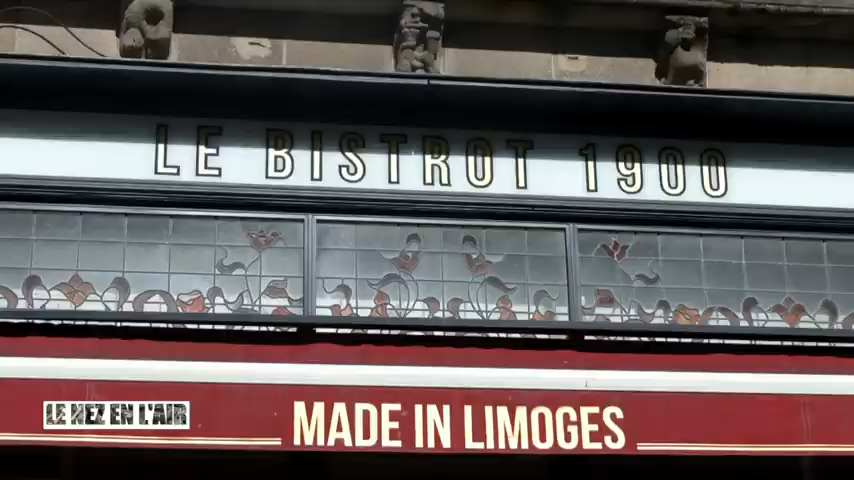 LE BISTROT 1900
MADE IN LIMOGES
LE NEZ EN L'AIR